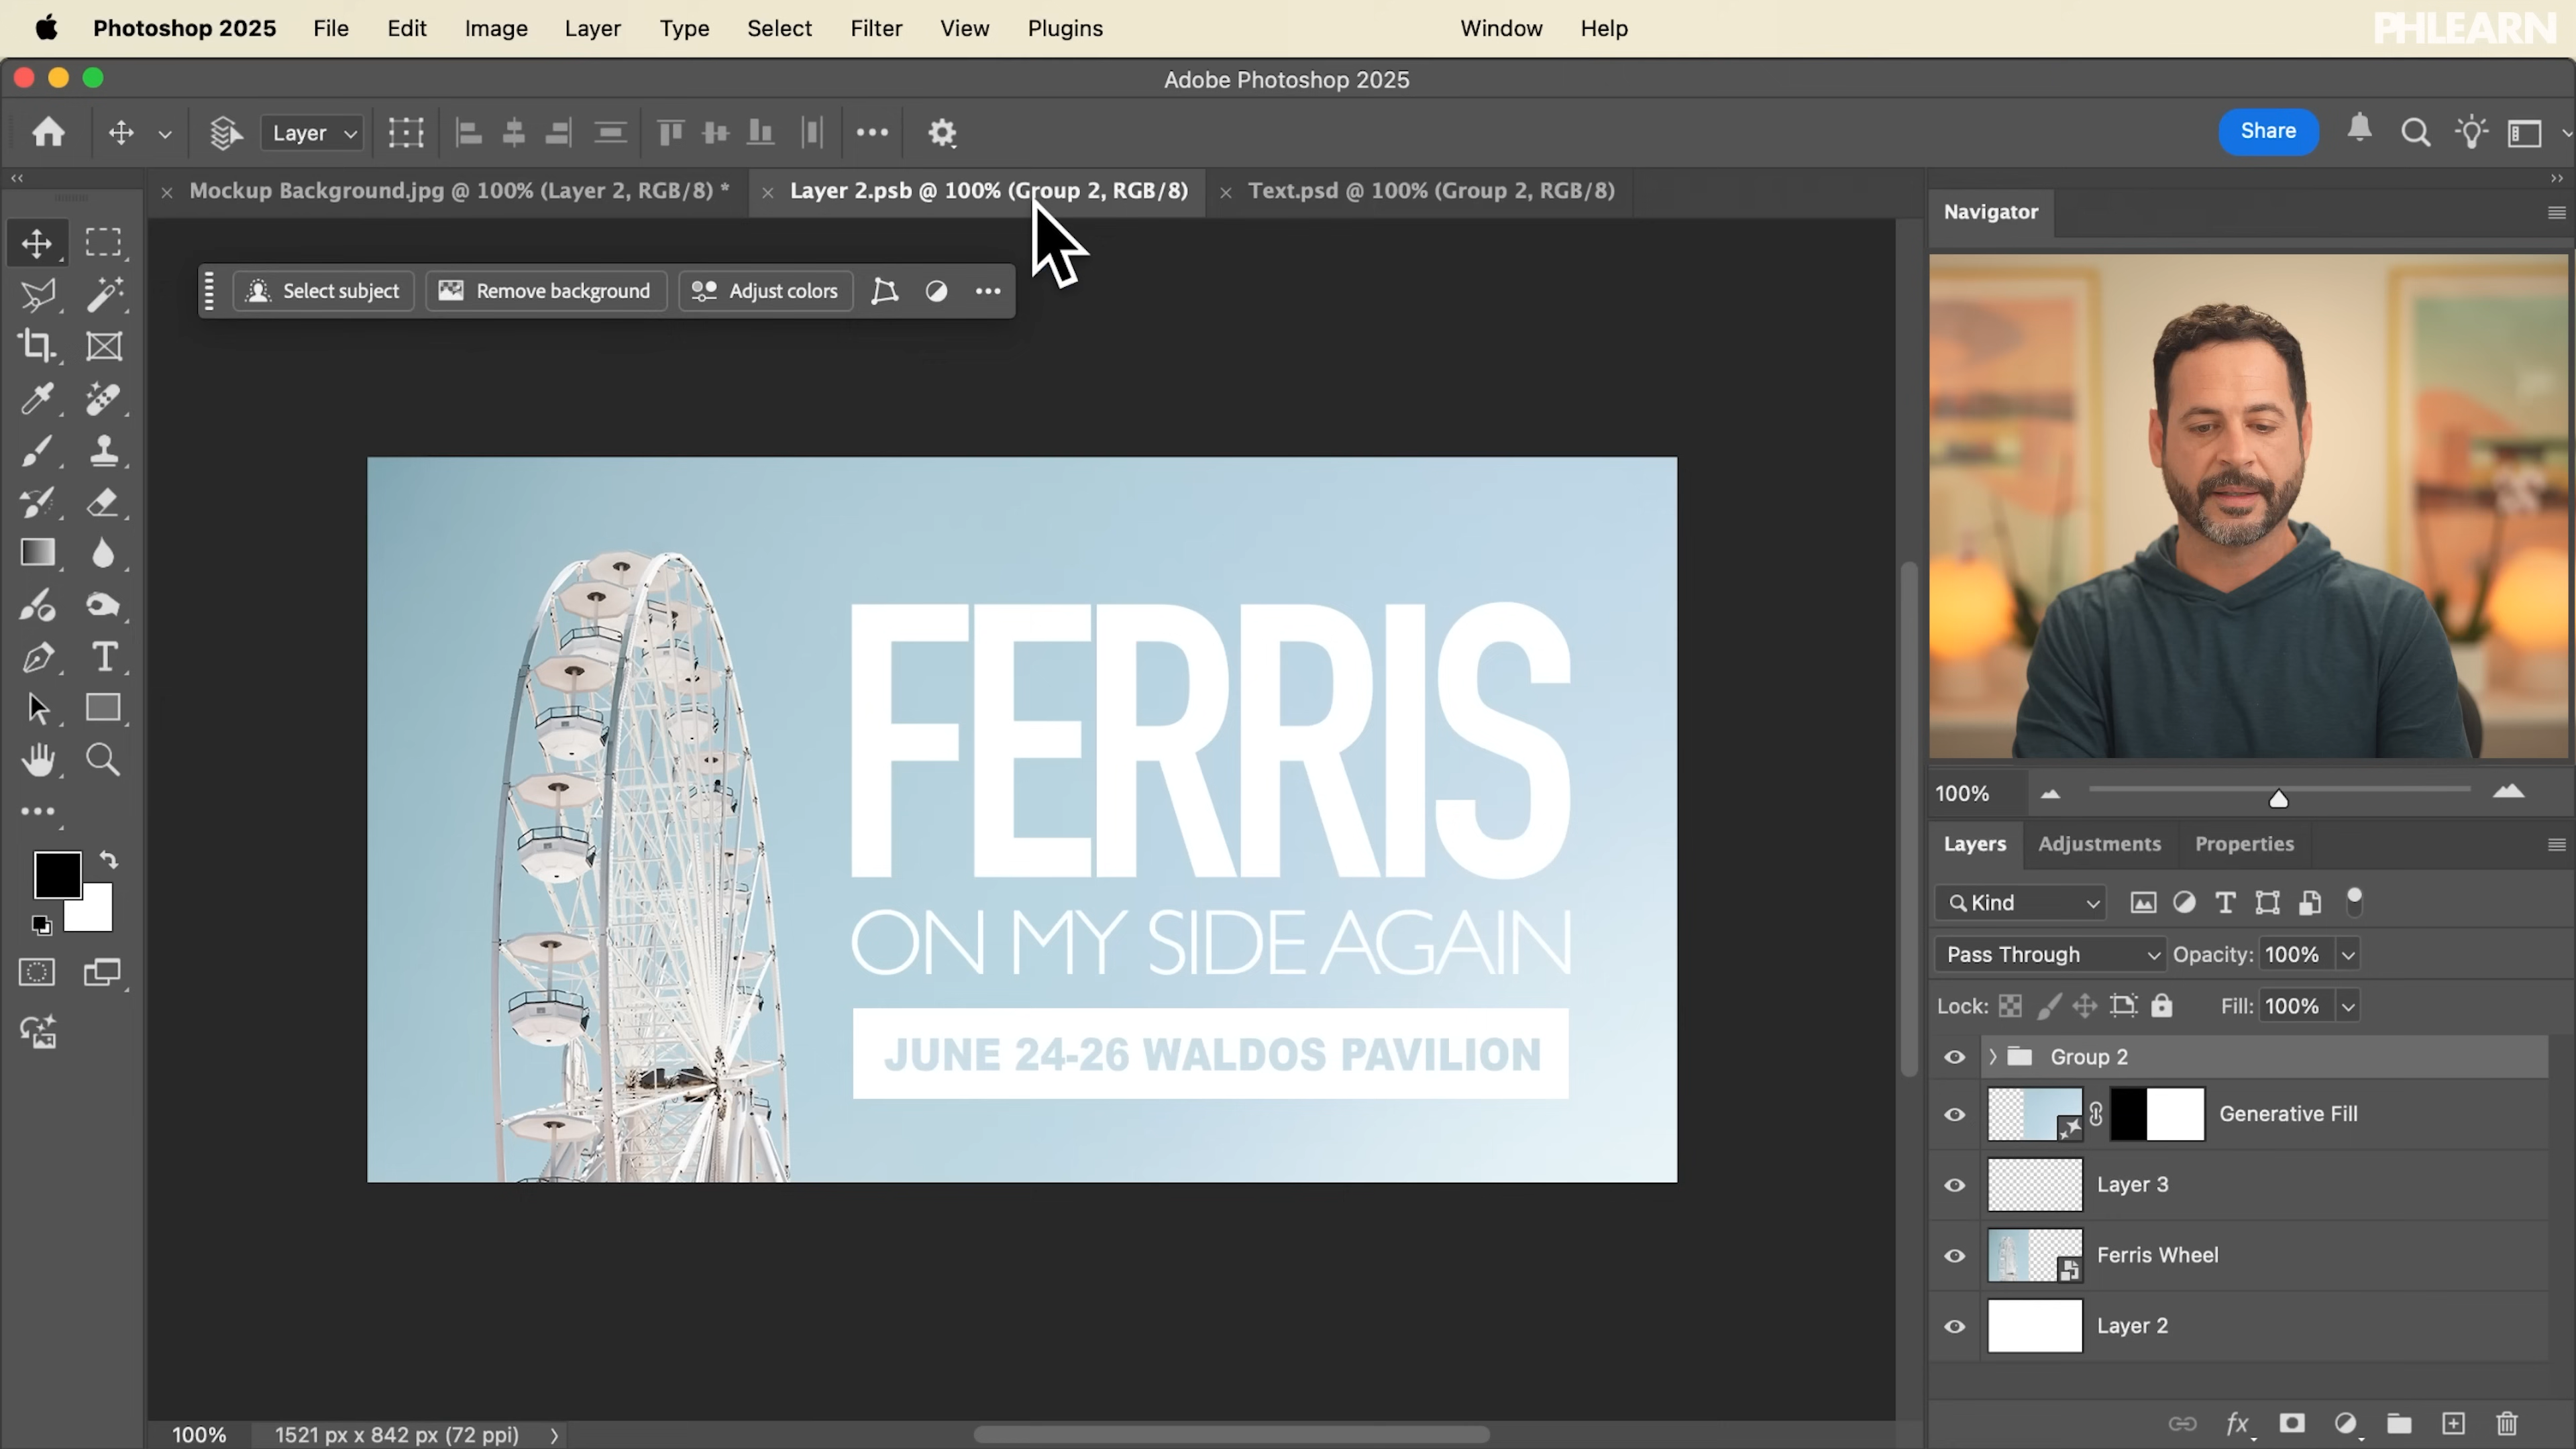 Photoshop 2025 File Edit Image Layer Type Select Filter View Plugins Window Help
PHLEARN
Adobe Photoshop 2025
Layer
Share
Mockup Background.jpg @ 100% (Layer 2, RGB/8) *
Layer 2.psb @ 100% (Group 2, RGB/8)
Text.psd @ 100% (Group 2, RGB/8)
Navigator
Select subject
Remove background
Adjust colors
FERRIS
ON MY SIDE AGAIN
JUNE 24-26 WALDOS PAVILION
100%
Layers Adjustments Properties
Kind
Pass Through Opacity: 100%
Lock: Fill: 100%
Group 2
Generative Fill
Layer 3
Ferris Wheel
Layer 2
fx
100% 1521 px x 842 px (72 ppi)